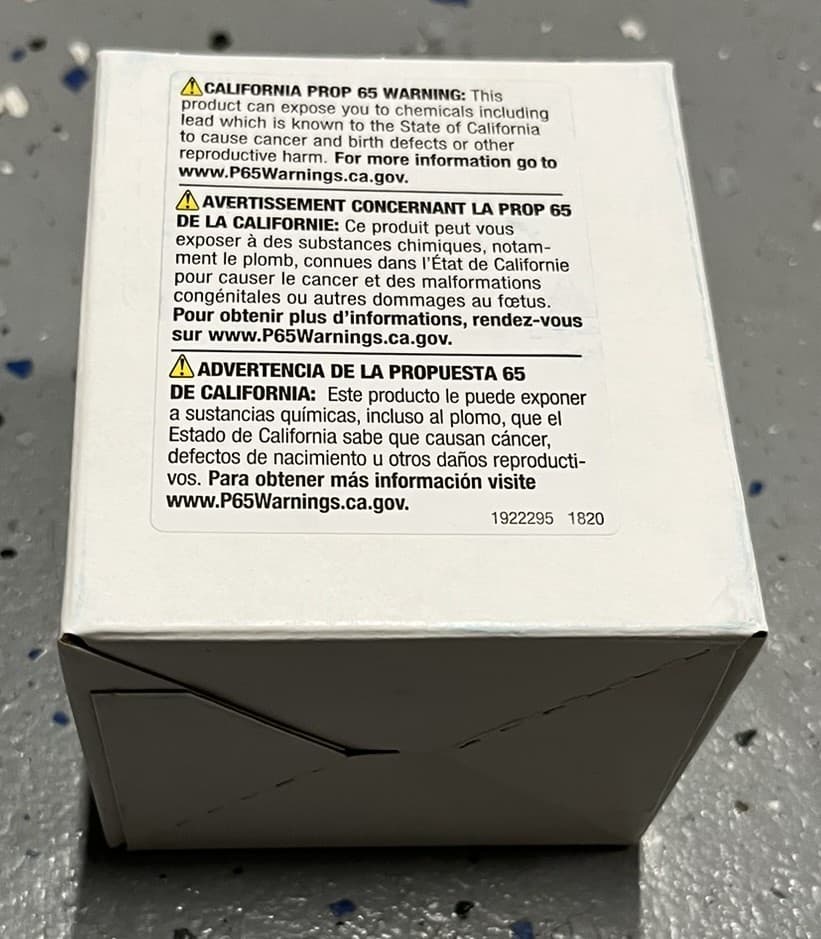 CALIFORNIA PROP 65 WARNING: This
product can expose you to chemicals including
lead which is known to the State of California
to cause cancer and birth defects or other
reproductive harm. For more information go to
www.P65Warnings.ca.gov.
AVERTISSEMENT CONCERNANT LA PROP 65
DE LA CALIFORNIE: Ce produit peut vous
exposer à des substances chimiques, notam-
ment le plomb, connues dans l'État de Californie
pour causer le cancer et des malformations
congénitales ou autres dommages au fœtus.
Pour obtenir plus d'informations, rendez-vous
sur www.P65Warnings.ca.gov.
ADVERTENCIA DE LA PROPUESTA 65
DE CALIFORNIA: Este producto le puede exponer
a sustancias químicas, incluso al plomo, que el
Estado de California sabe que causan cáncer,
defectos de nacimiento u otros daños reproducti-
vos. Para obtener más información visite
www.P65Warnings.ca.gov.
1922295 1820